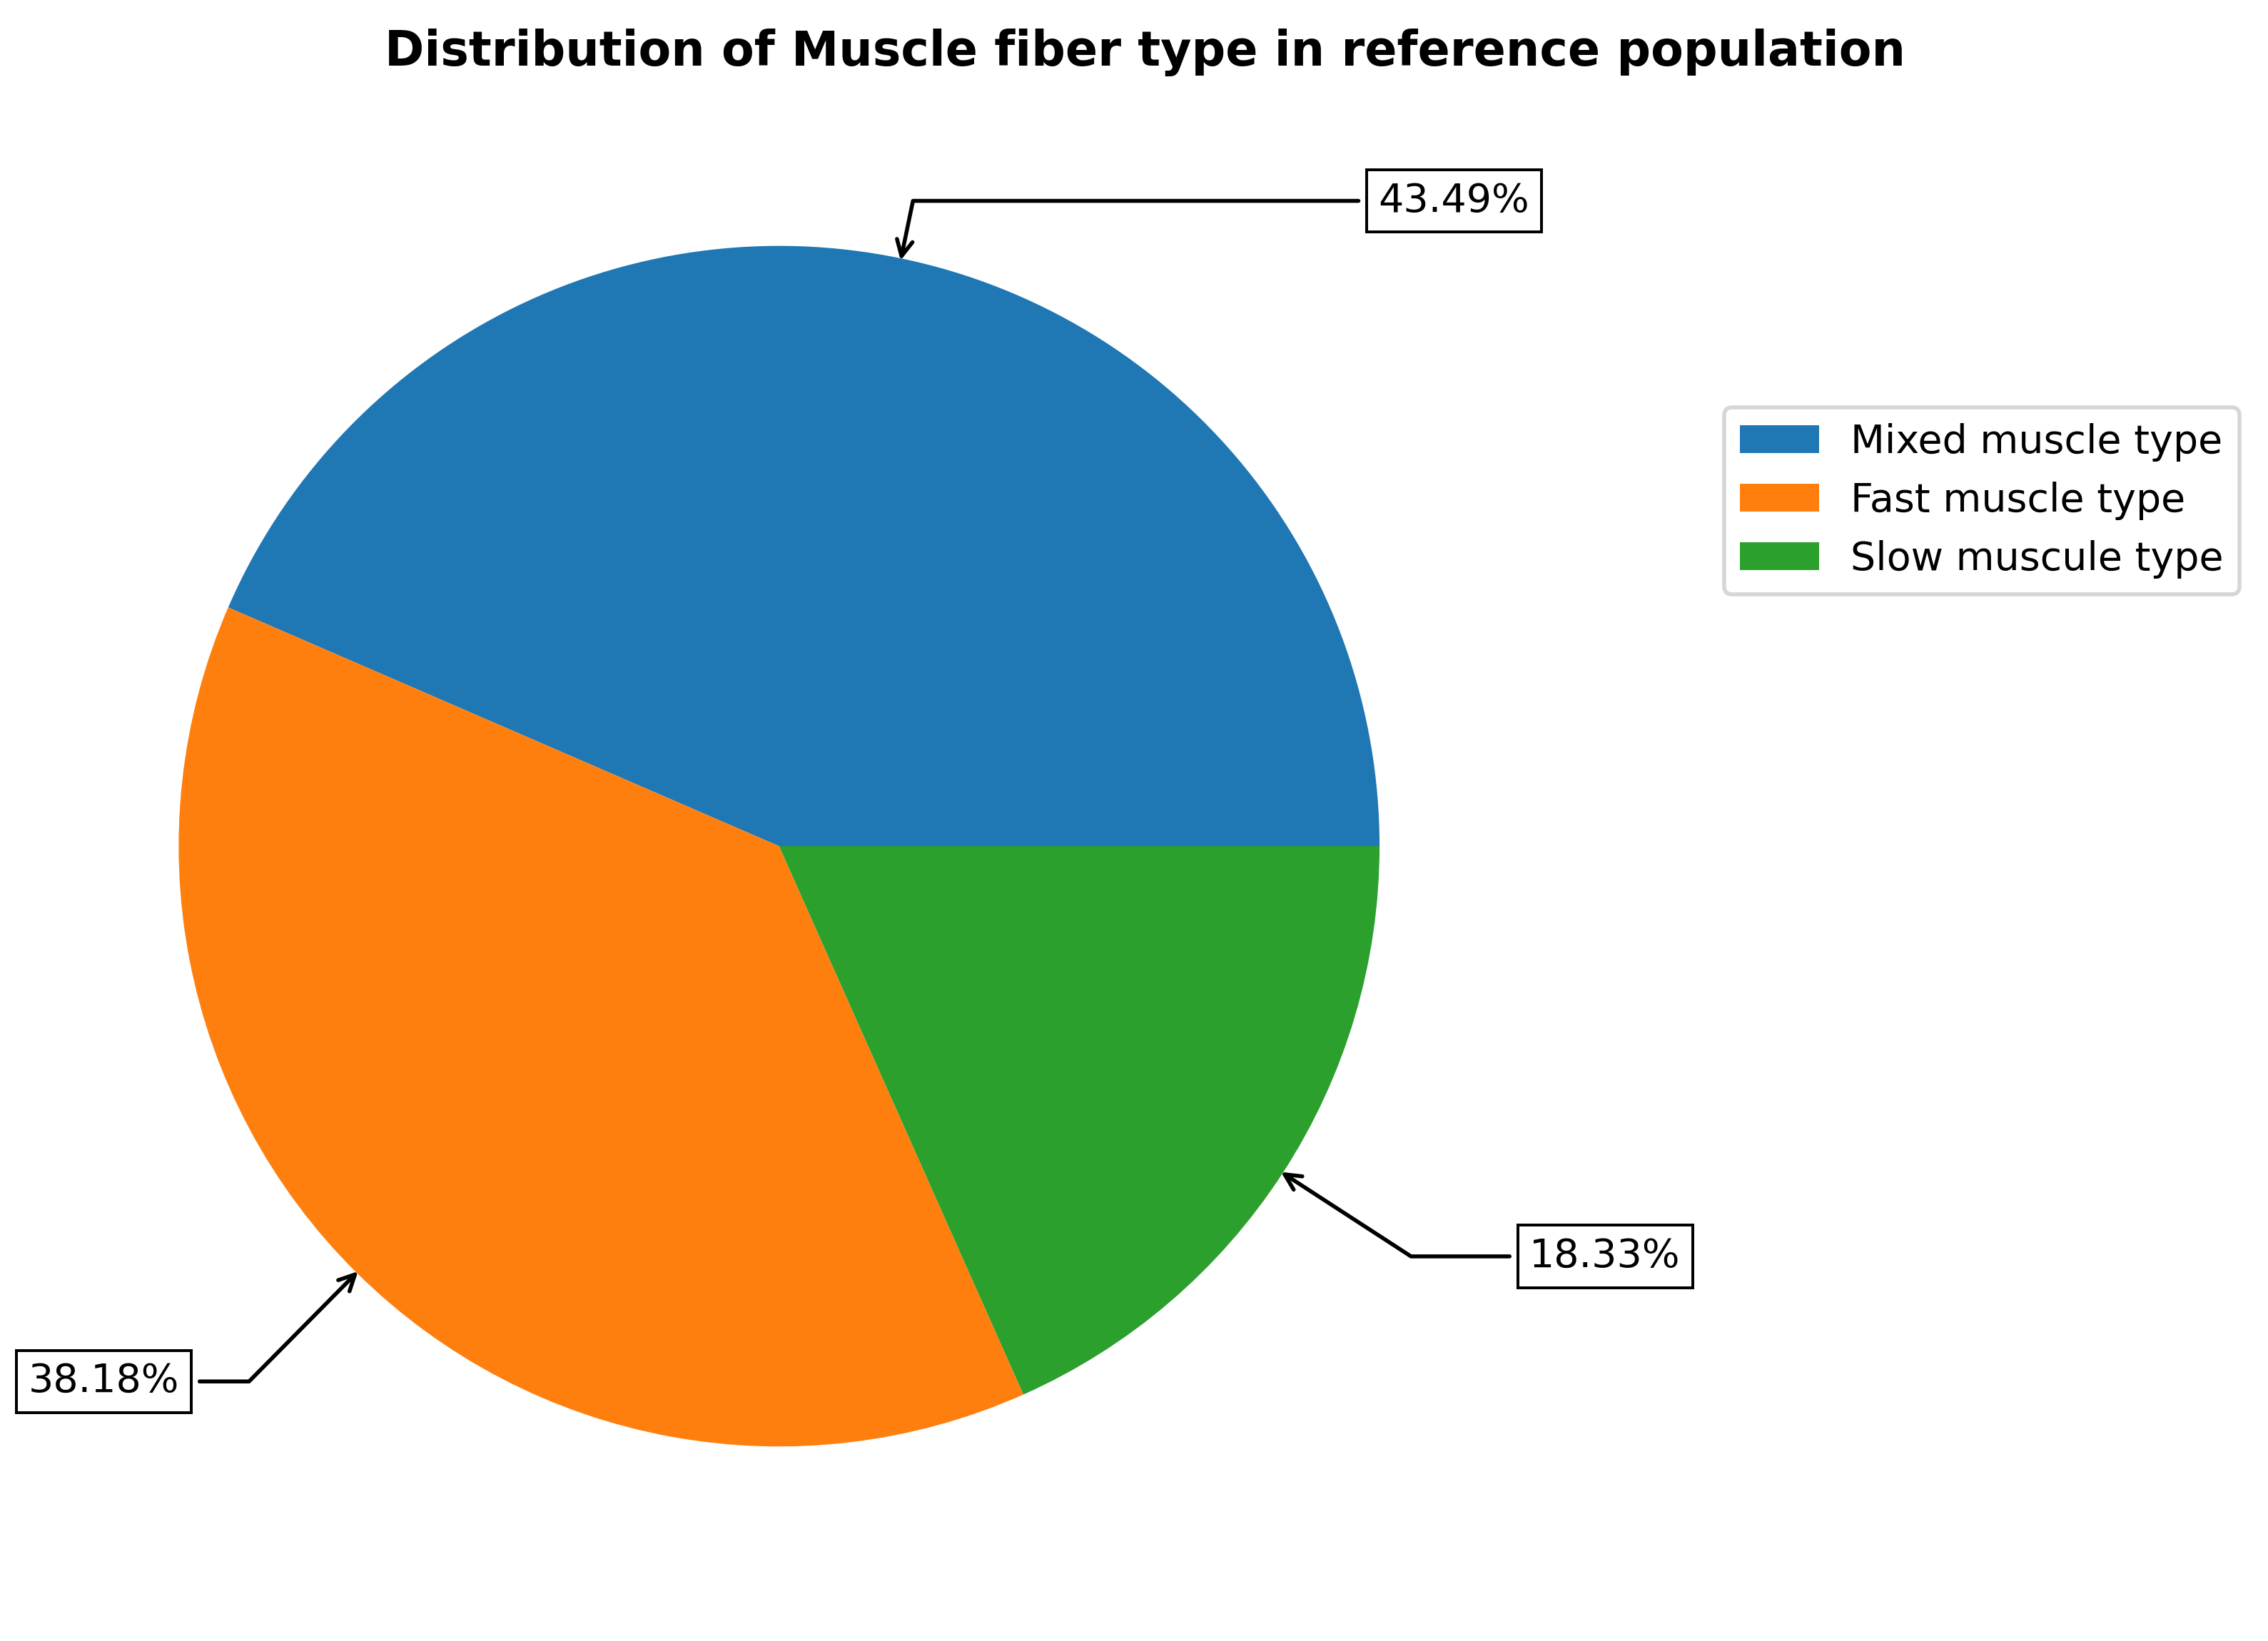 Distribution of Muscle fiber type in reference population
43.49%
Mixed muscle type
Fast muscle type
Slow muscule type
18.33%
38.18%